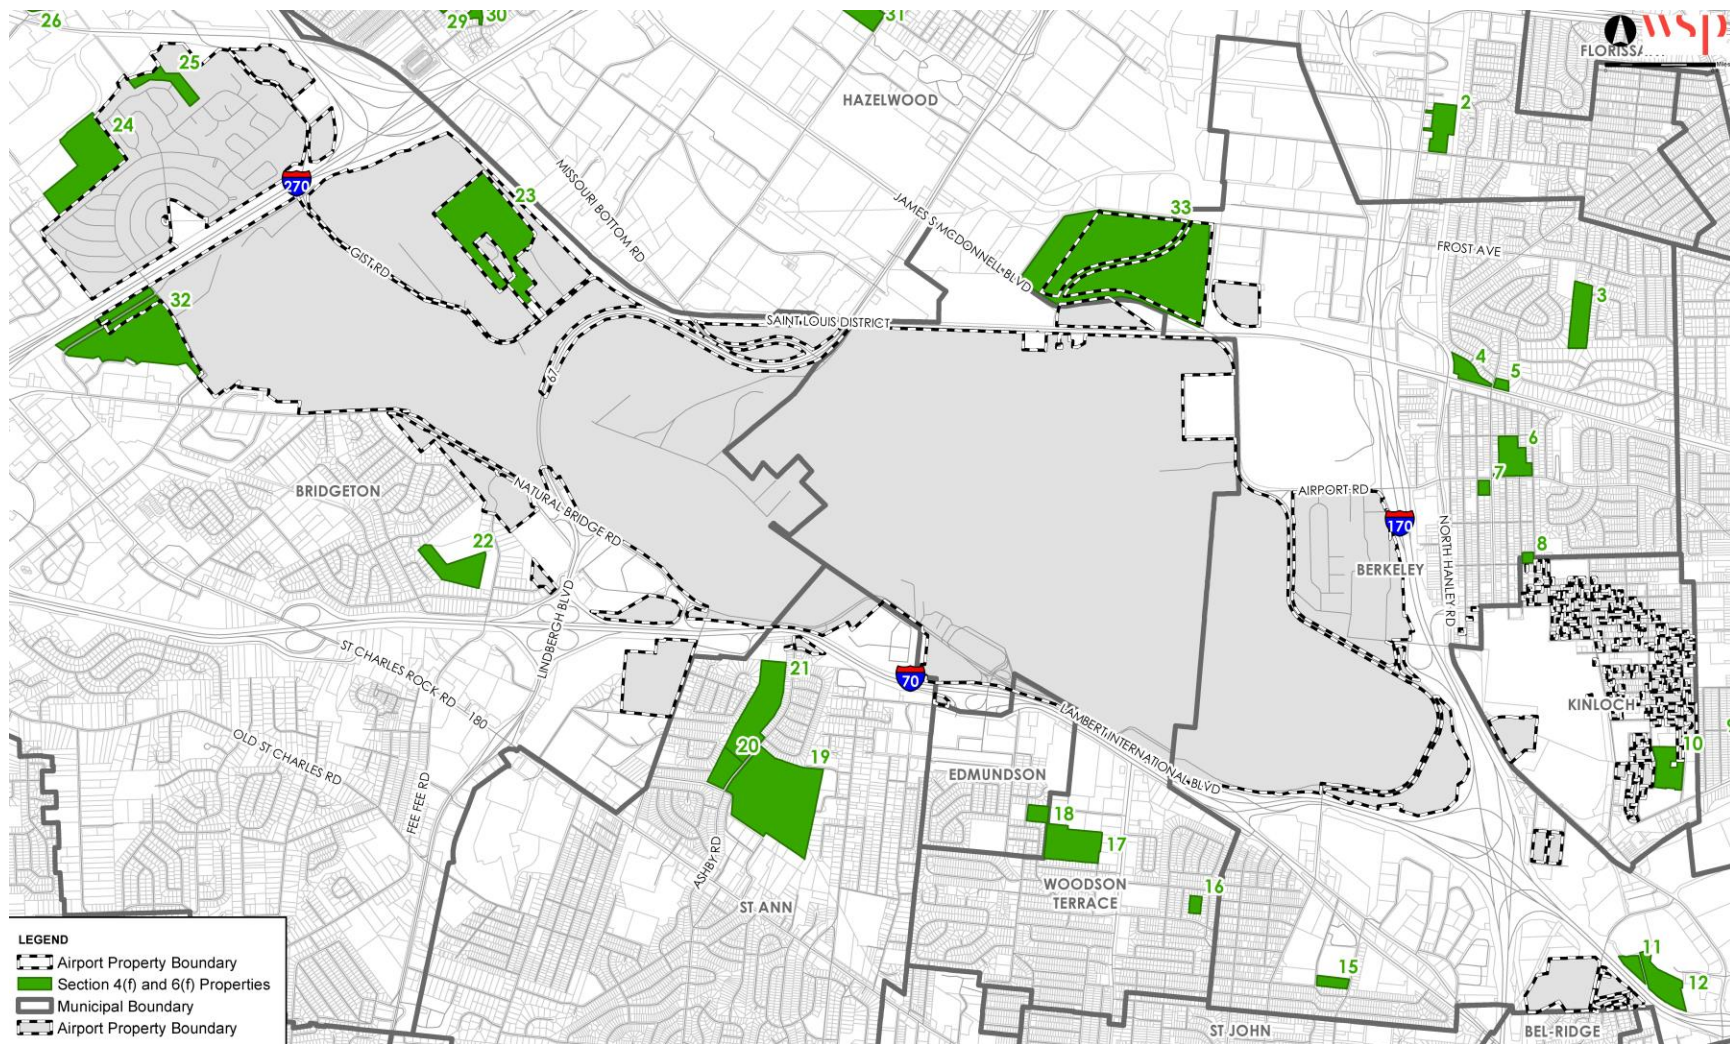 26
29
30
31
wsp
FLORISSA
25
HAZELWOOD
2
24
270
23
MISSOURI BOTTOM RD
JAMES S MCDONNELL BLVD
33
FROST AVE
GIST RD
32
3
SAINT LOUIS DISTRICT
67
4
5
6
7
BRIDGETON
NATURAL BRIDGE RD
AIRPORT RD
170
NORTH HANLEY RD
22
8
BERKELEY
LINDBERGH BLVD
ST CHARLES ROCK RD
180
21
70
KINLOCH
LAMBERT INTERNATIONAL BLVD
OLD ST CHARLES RD
20
19
EDMUNDSON
10
FEE FEE RD
18
17
ASHBY RD
WOODSON
TERRACE
16
ST ANN
15
11
12
ST JOHN
BEL-RIDGE
LEGEND
Airport Property Boundary
Section 4(f) and 6(f) Properties
Municipal Boundary
Airport Property Boundary